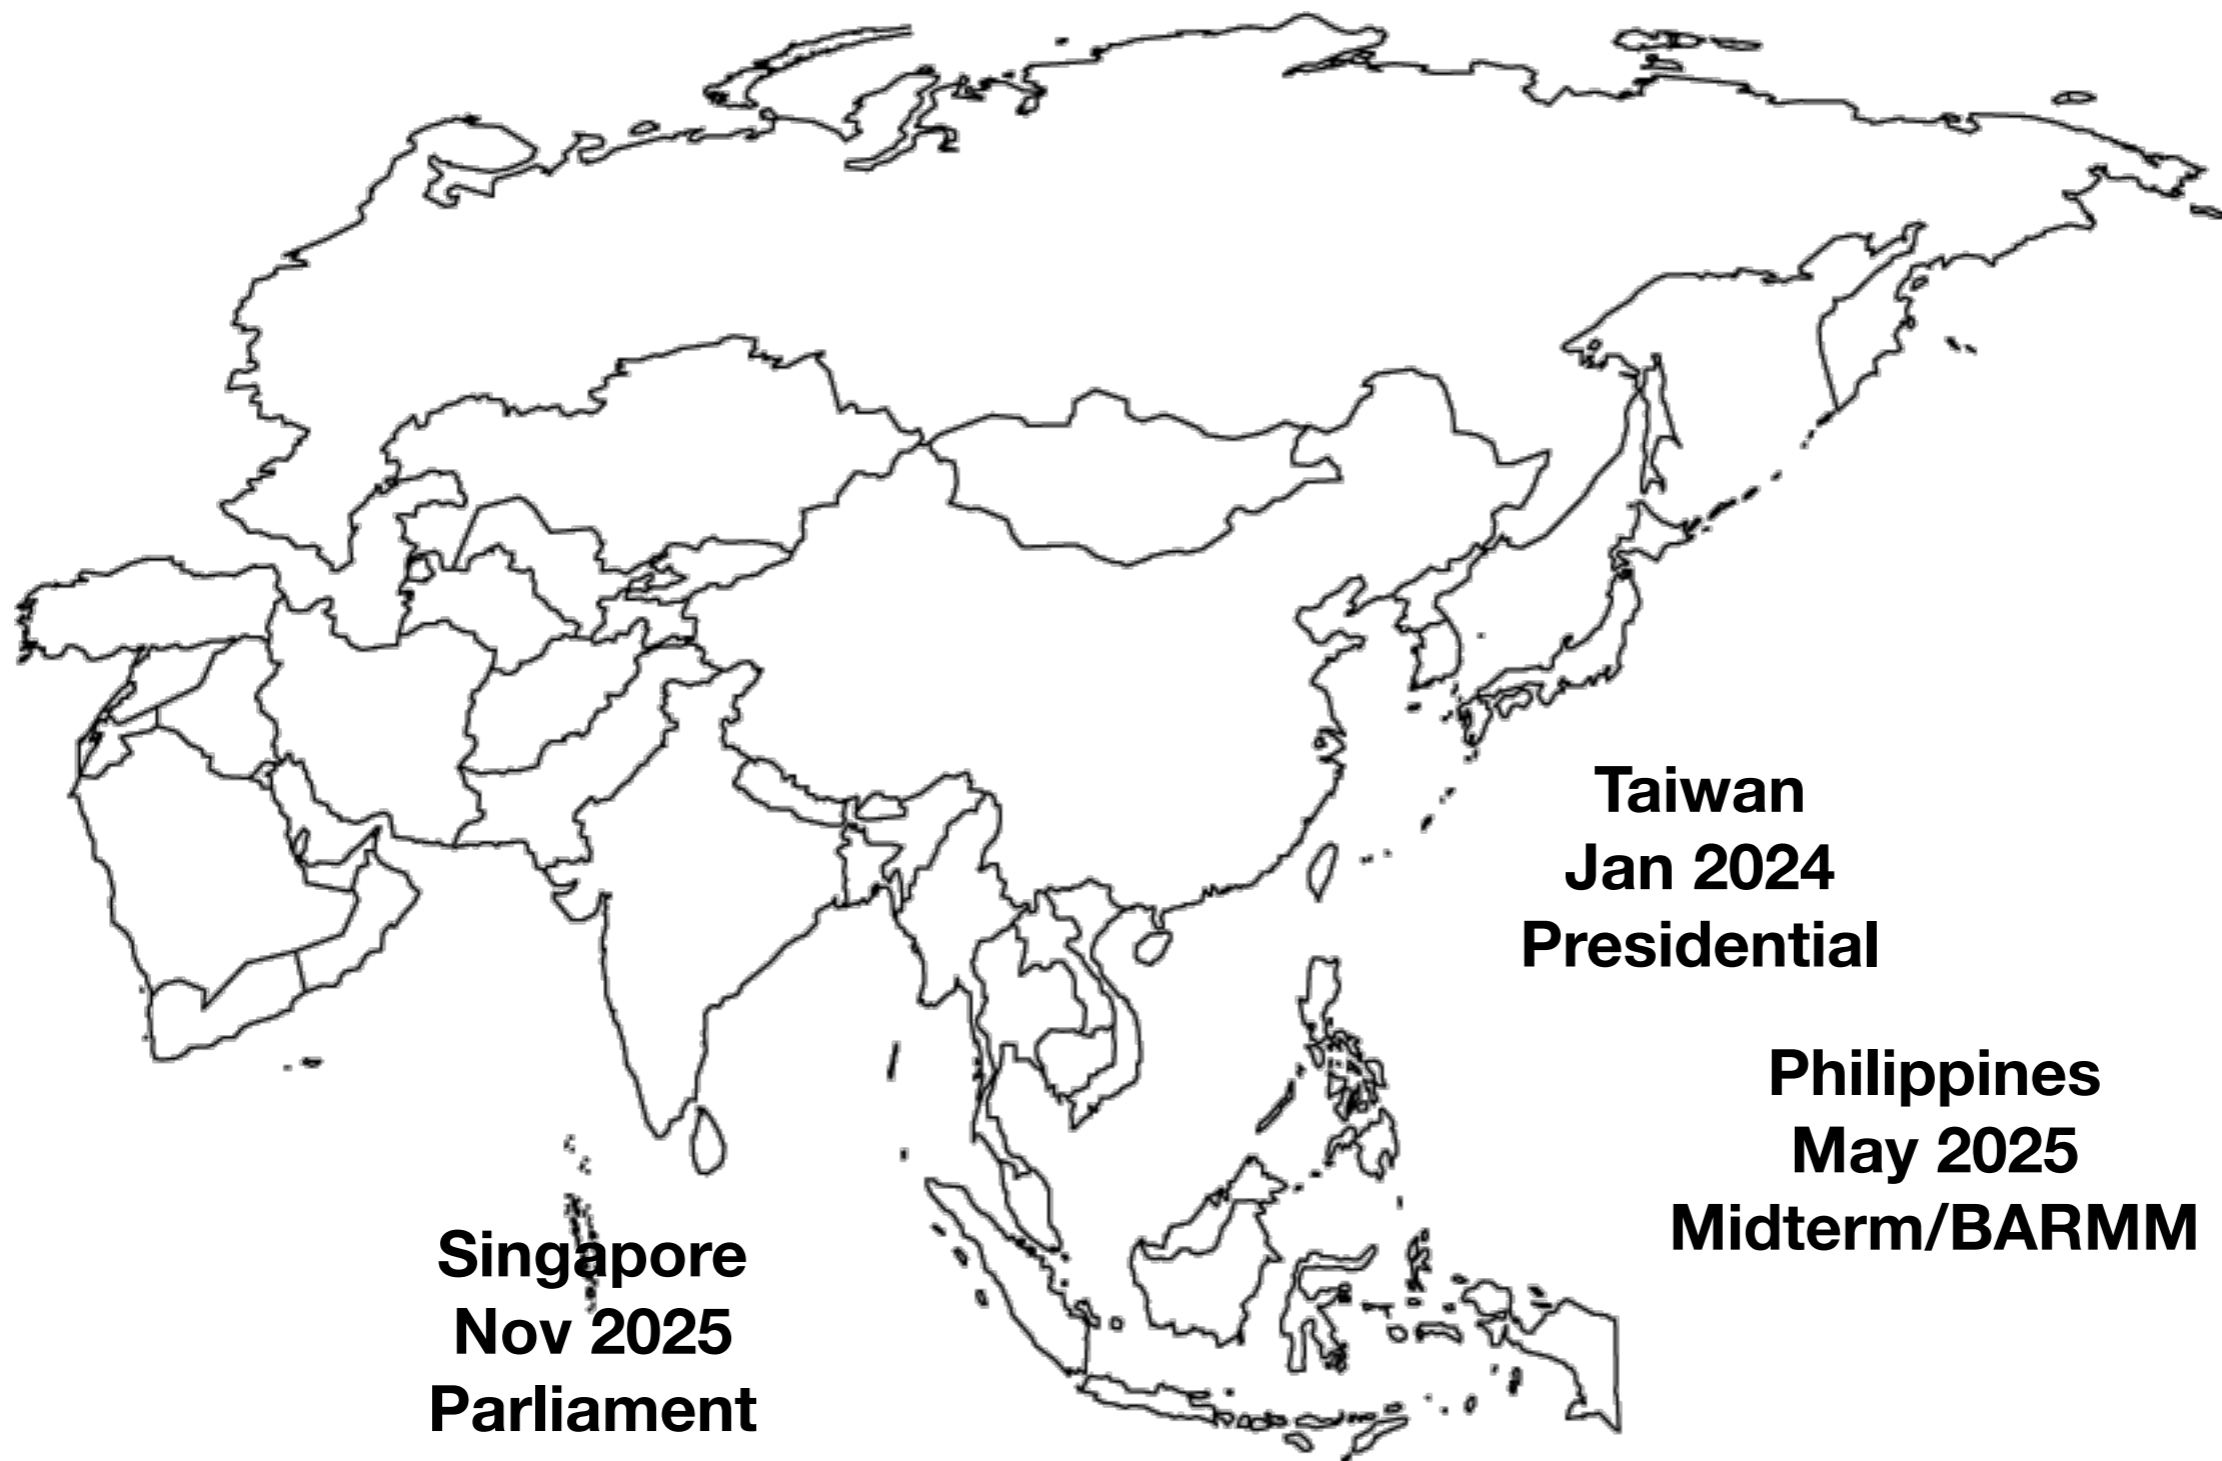 Taiwan
Jan 2024
Presidential
Philippines
May 2025
Midterm/BARMM
Singapore
Nov 2025
Parliament